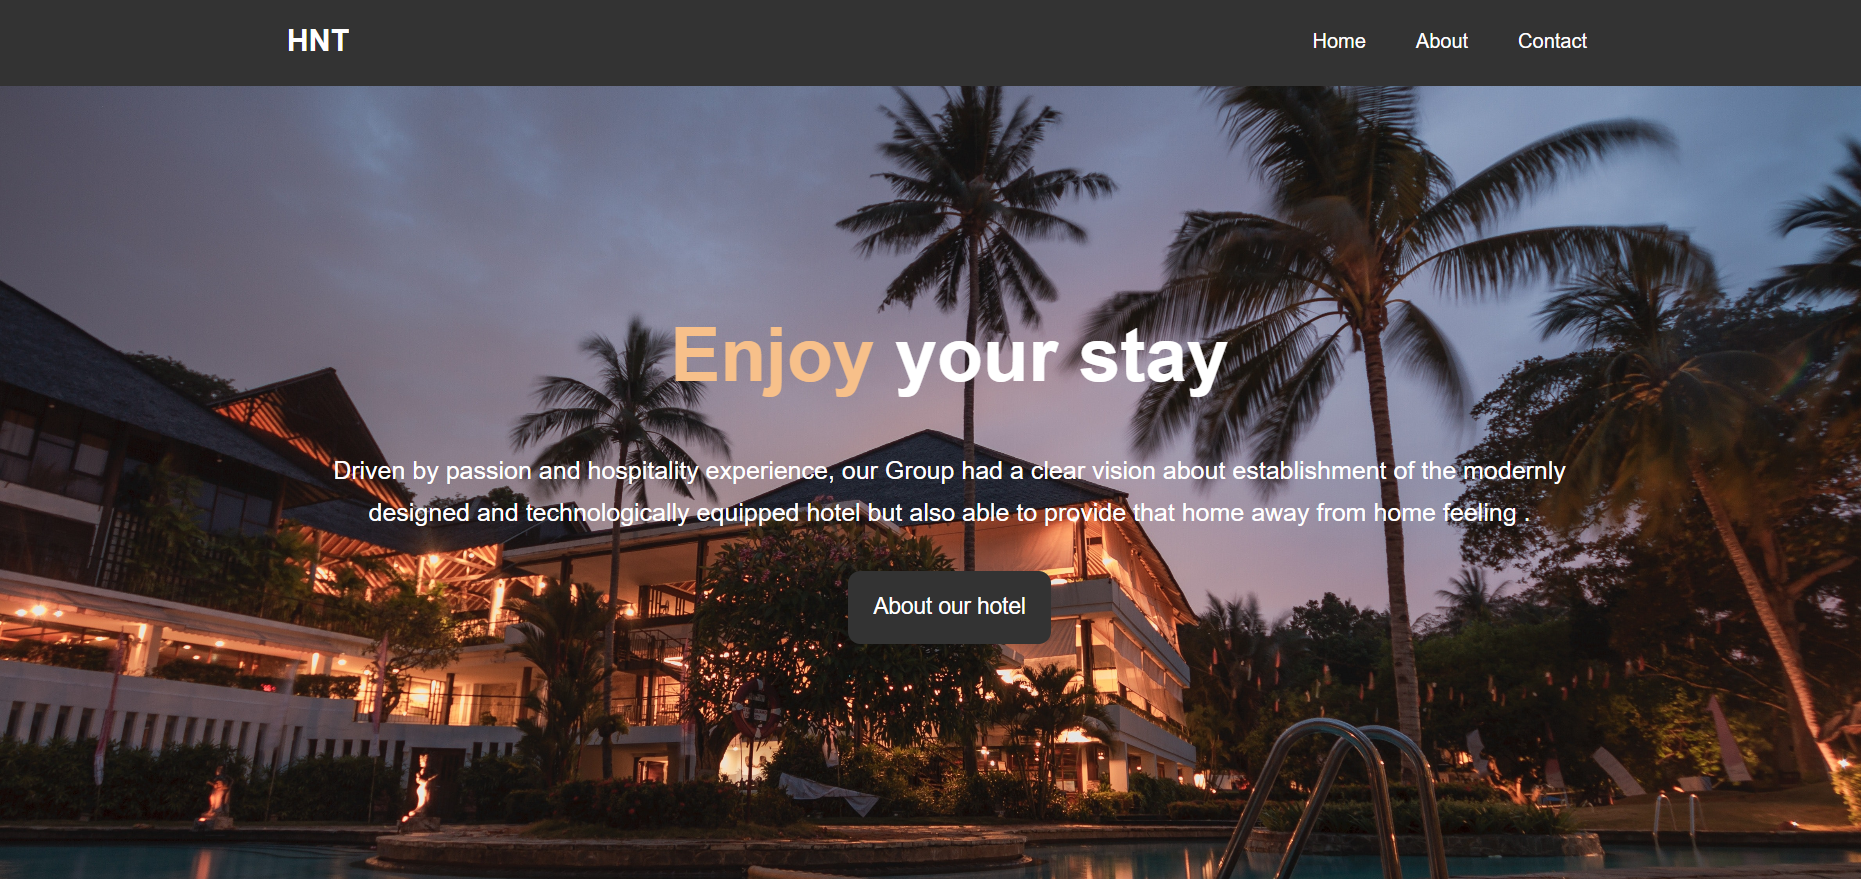 HNT
Home About Contact
Enjoy your stay
Driven by passion and hospitality experience, our Group had a clear vision about establishment of the modernly
designed and technologically equipped hotel but also able to provide that home away from home feeling .
About our hotel